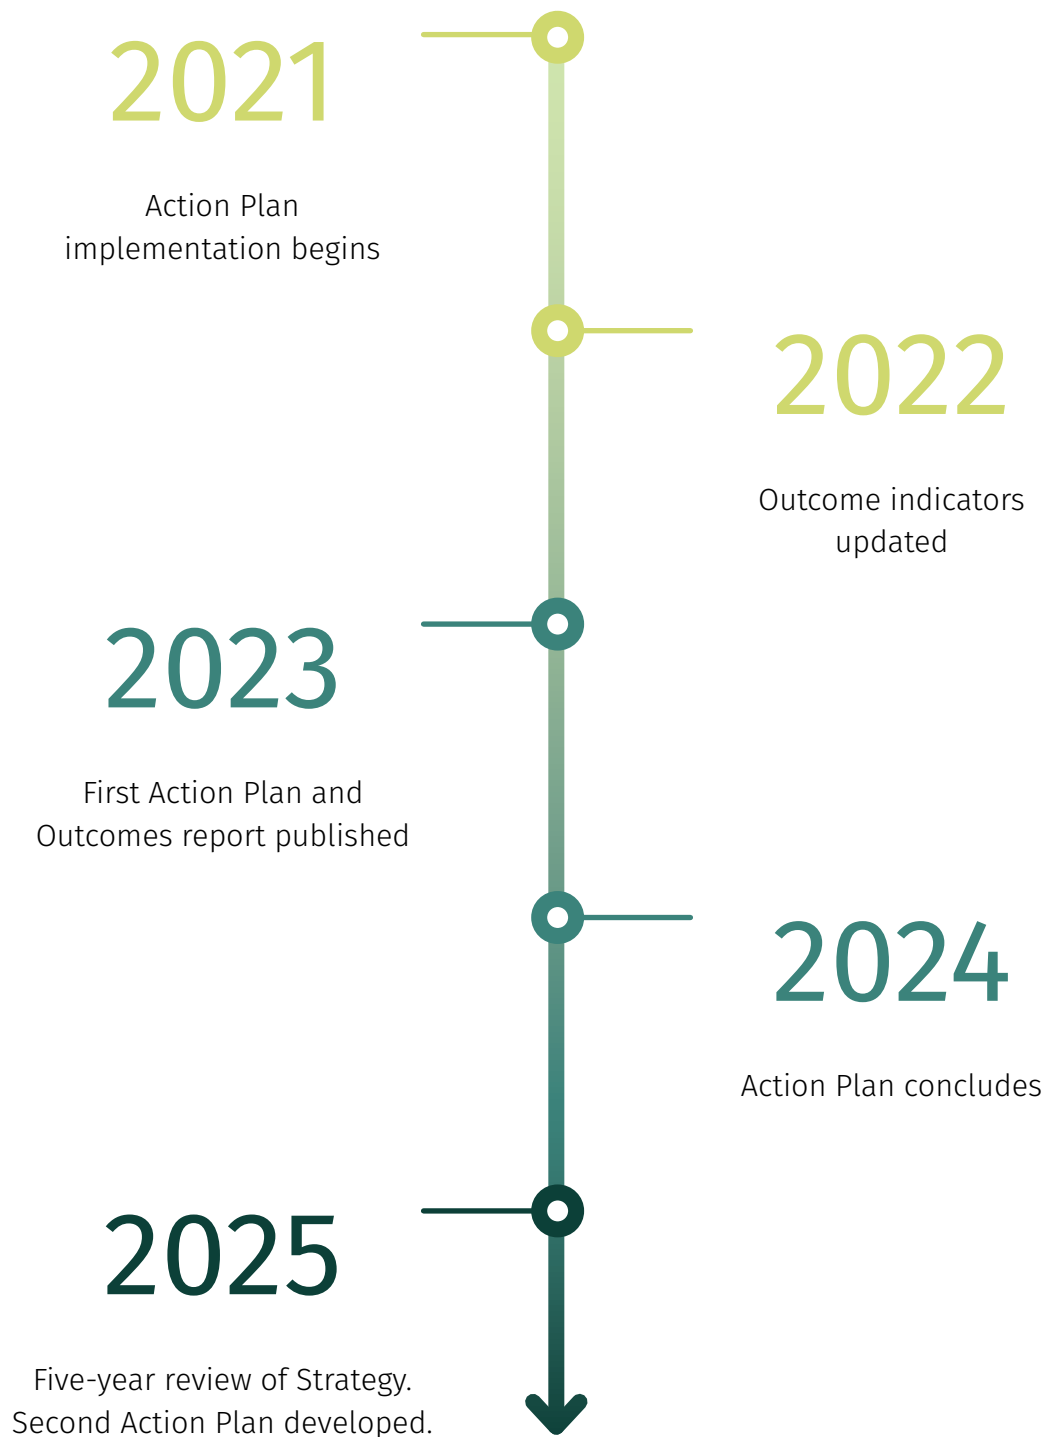 2021
Action Plan
implementation begins
2022
Outcome indicators
updated
2023
First Action Plan and
Outcomes report published
2024
Action Plan concludes
2025
Five-year review of Strategy.
Second Action Plan developed.